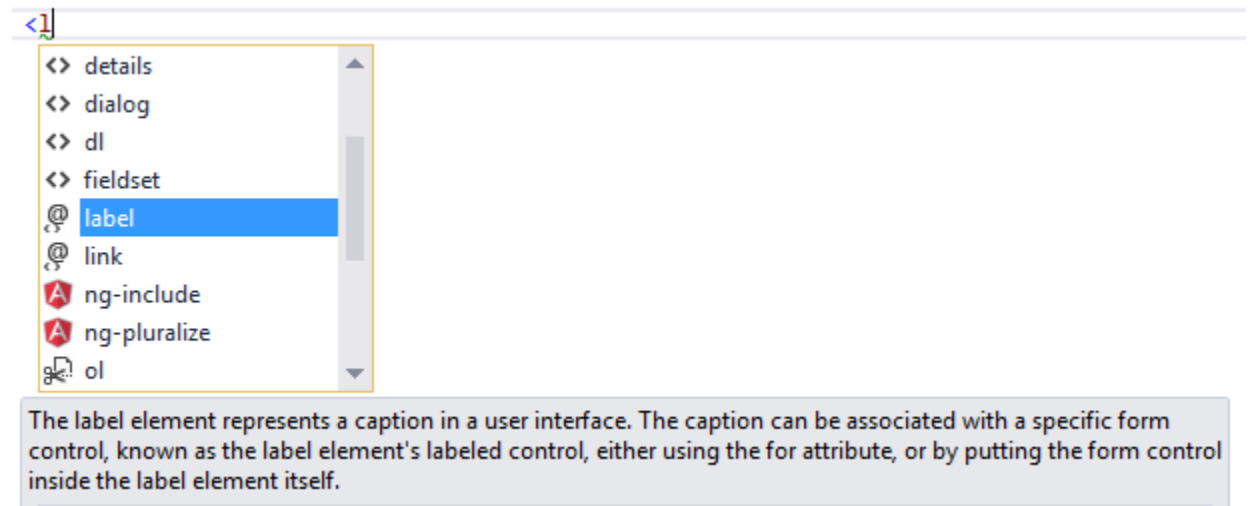 <l
<> details
<> dialog
<> dl
<> fieldset
label
link
ng-include
ng-pluralize
ol
The label element represents a caption in a user interface. The caption can be associated with a specific form
control, known as the label element's labeled control, either using the for attribute, or by putting the form control
inside the label element itself.